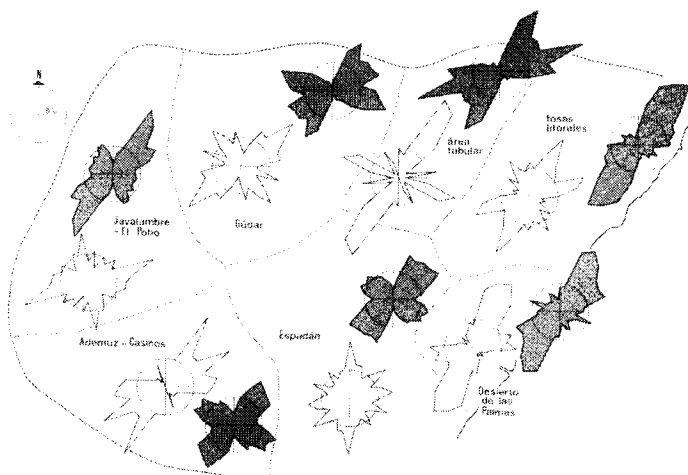 N
fosas
litorales
área
tabular
Javalambre
-El Pobo
Gúdar
Ademuz-Casinos
Espadán
Desierto
de las
Palmas